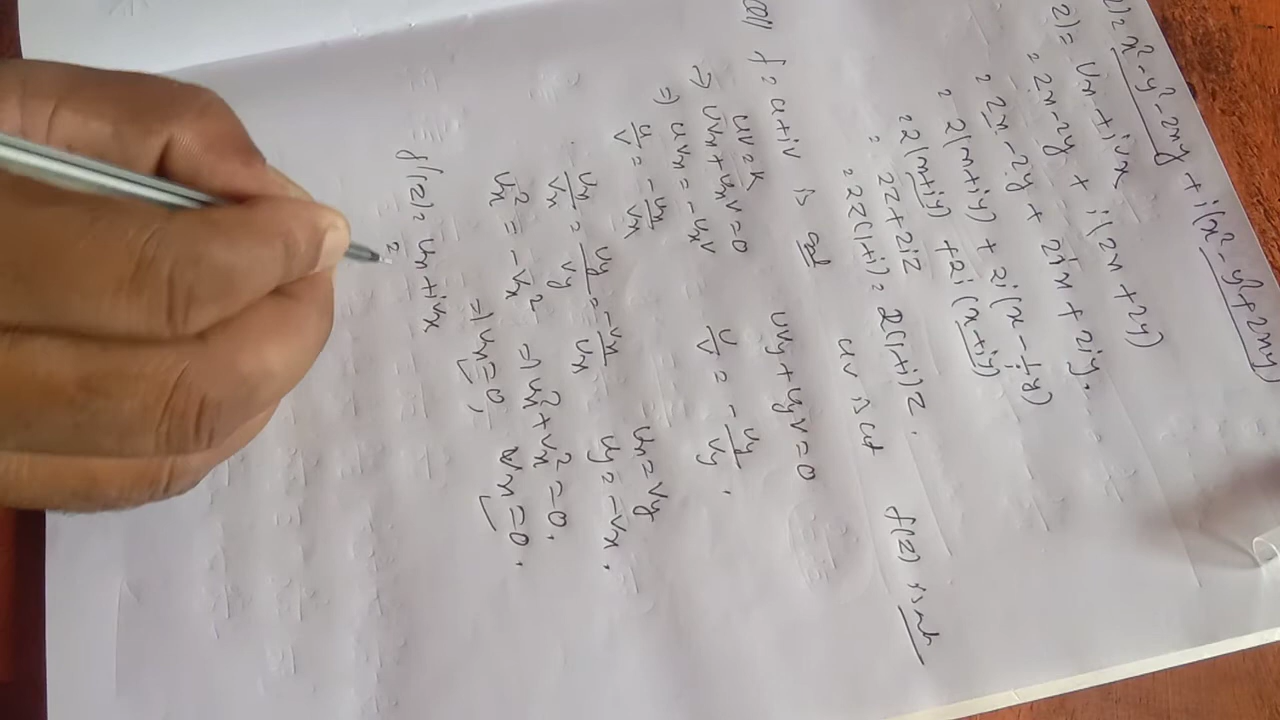 z) = x² - y² - 2xy + i(x² - y² + 2xy)
z) = Ux + iVx
= 2x - 2y + i(2x + 2y)
= 2x - 2y + 2ix + 2iy.
= 2(x+iy) + 2i(x - 1/i y)
= 2(x+iy) + 2i(x+iy)
= 2z + 2iz
= 2z(1+i) = 2(1+i)z.
f = u+iv is uv is f(z) is
uv = k
⇒ uvx + uxv = 0 uvy + uyv = 0
⇒ uvx = -uxv
u/v = -ux/vx u/v = -uy/vy.
ux/vx = uy/vy = -vx/ux ux = vy
uy = -vx.
ux² = -vx² ⇒ ux² + vx² = 0.
⇒ ux = 0, vx = 0.
f'(z) = ux + ivx
=